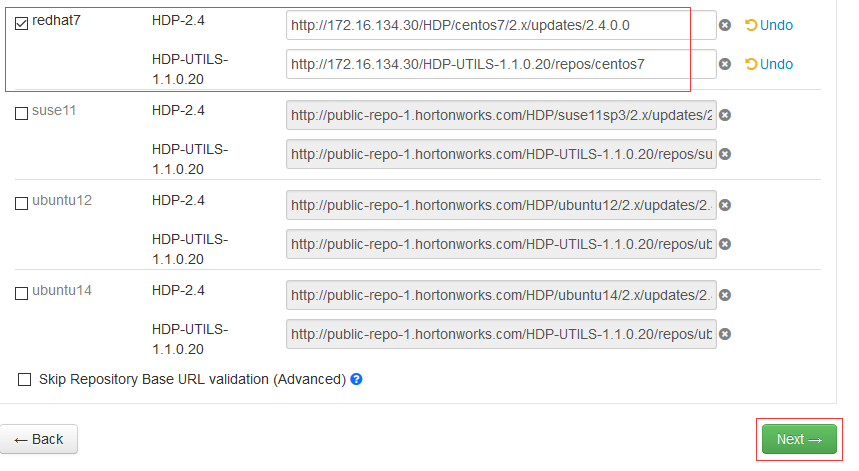 redhat7 HDP-2.4 http://172.16.134.30/HDP/centos7/2.x/updates/2.4.0.0 Undo
HDP-UTILS-
1.1.0.20 http://172.16.134.30/HDP-UTILS-1.1.0.20/repos/centos7 Undo
suse11 HDP-2.4 http://public-repo-1.hortonworks.com/HDP/suse11sp3/2.x/updates/2
HDP-UTILS-
1.1.0.20 http://public-repo-1.hortonworks.com/HDP-UTILS-1.1.0.20/repos/su
ubuntu12 HDP-2.4 http://public-repo-1.hortonworks.com/HDP/ubuntu12/2.x/updates/2.
HDP-UTILS-
1.1.0.20 http://public-repo-1.hortonworks.com/HDP-UTILS-1.1.0.20/repos/ub
ubuntu14 HDP-2.4 http://public-repo-1.hortonworks.com/HDP/ubuntu14/2.x/updates/2.
HDP-UTILS-
1.1.0.20 http://public-repo-1.hortonworks.com/HDP-UTILS-1.1.0.20/repos/ub
Skip Repository Base URL validation (Advanced) ?
← Back Next →